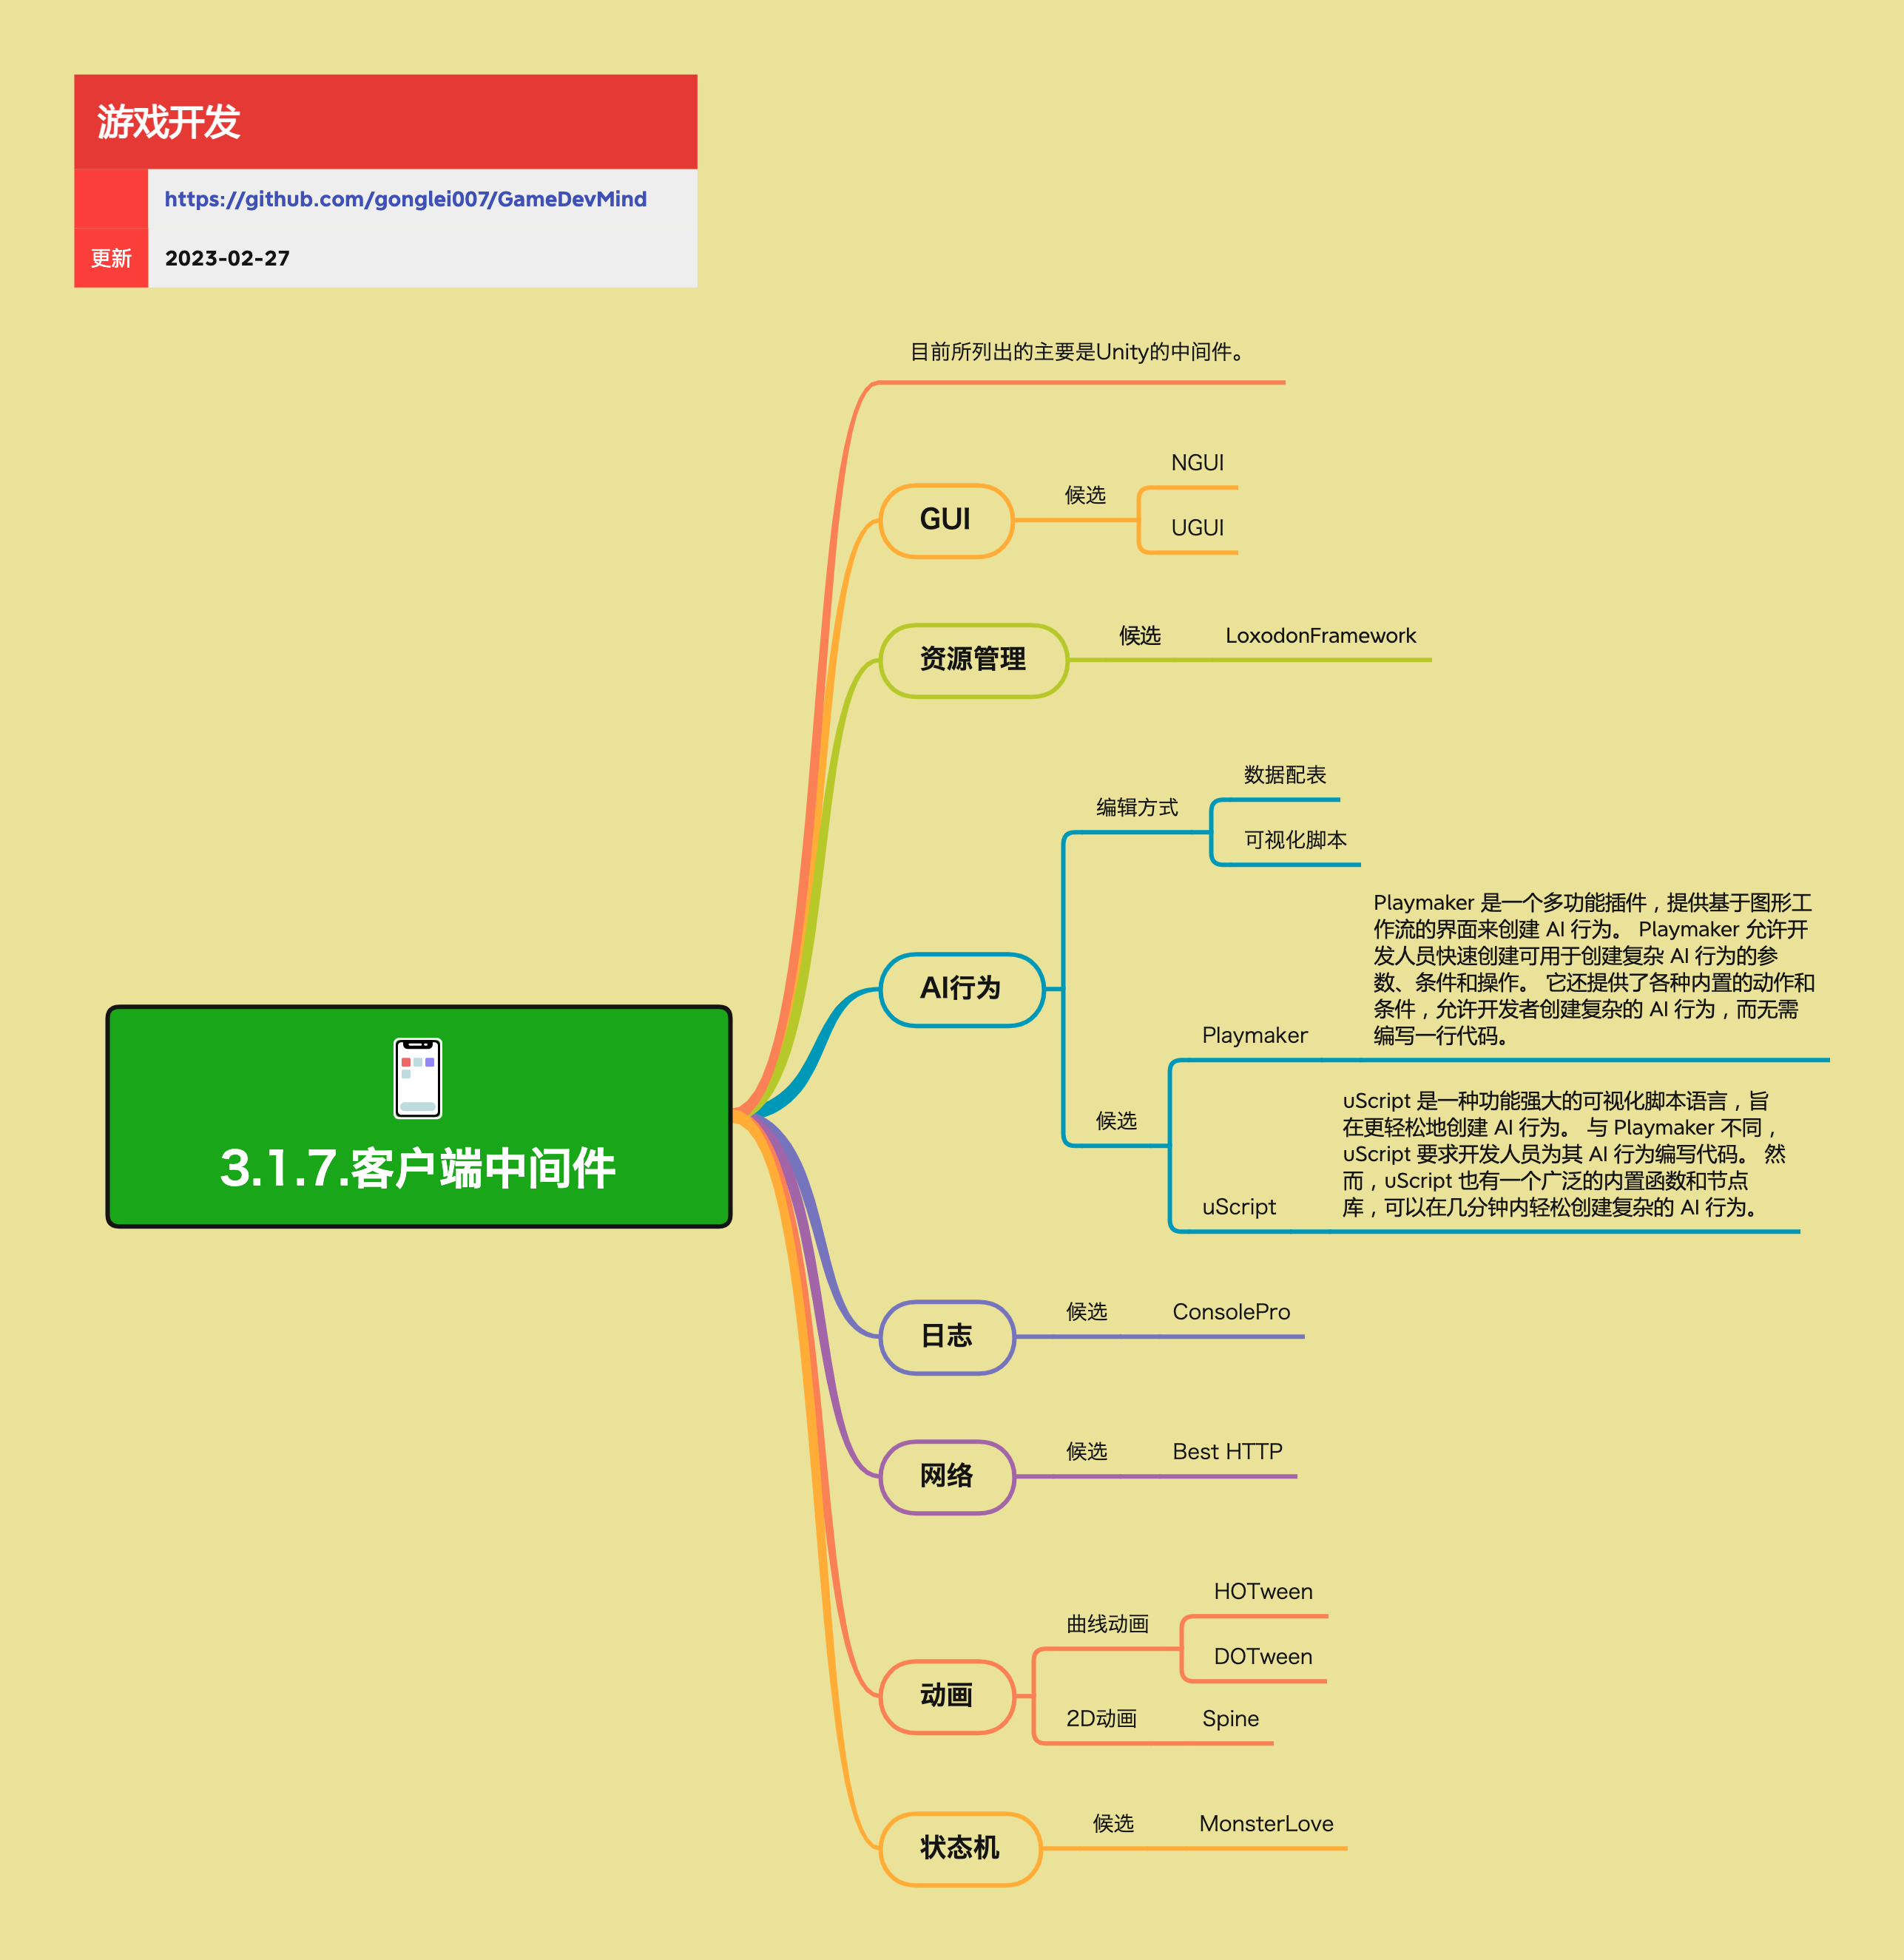 游戏开发
https://github.com/gonglei007/GameDevMind
更新
2023-02-27
3.1.7.客户端中间件
目前所列出的主要是Unity的中间件。
GUI
候选
NGUI
UGUI
资源管理
候选
LoxodonFramework
AI行为
编辑方式
数据配表
可视化脚本
候选
Playmaker
Playmaker 是一个多功能插件，提供基于图形工
作流的界面来创建 AI 行为。 Playmaker 允许开
发人员快速创建可用于创建复杂 AI 行为的参
数、条件和操作。 它还提供了各种内置的动作和
条件，允许开发者创建复杂的 AI 行为，而无需
编写一行代码。
uScript
uScript 是一种功能强大的可视化脚本语言，旨
在更轻松地创建 AI 行为。 与 Playmaker 不同，
uScript 要求开发人员为其 AI 行为编写代码。 然
而，uScript 也有一个广泛的内置函数和节点
库，可以在几分钟内轻松创建复杂的 AI 行为。
日志
候选
ConsolePro
网络
候选
Best HTTP
动画
曲线动画
HOTween
DOTween
2D动画
Spine
状态机
候选
MonsterLove